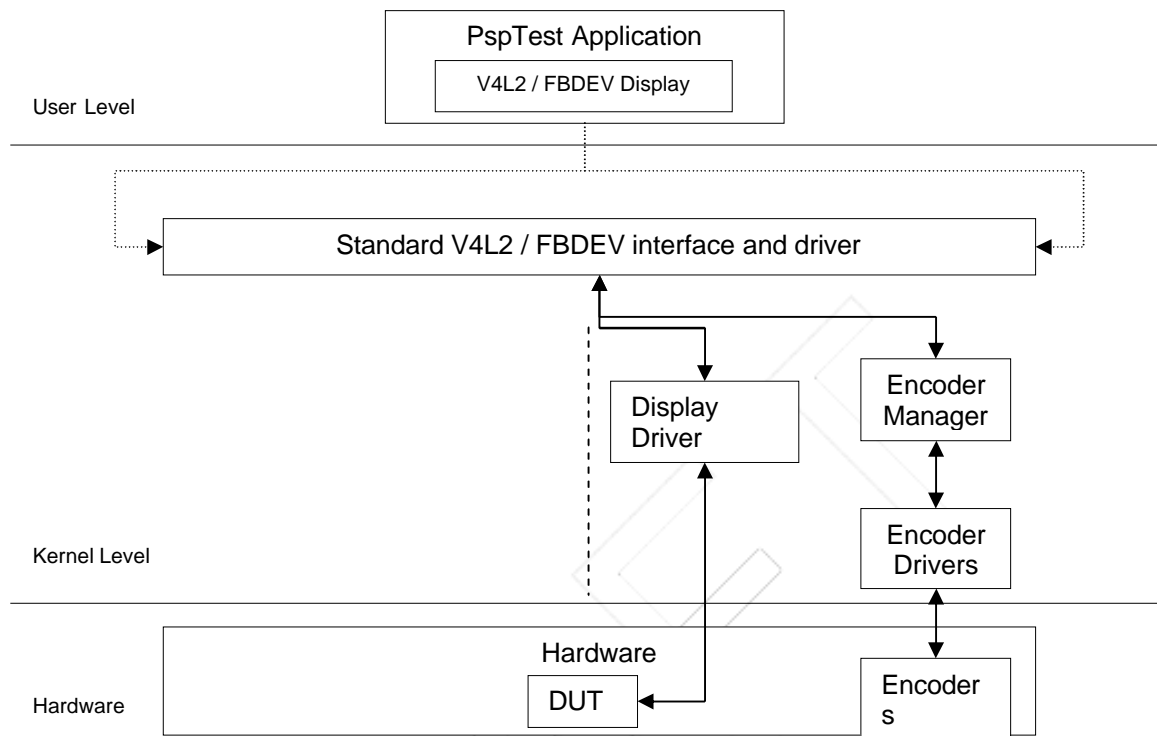 PspTest Application
V4L2 / FBDEV Display
User Level
Standard V4L2 / FBDEV interface and driver
Display
Driver
Encoder
Manager
Encoder
Drivers
Kernel Level
Hardware
DUT
Encoder
s
Hardware